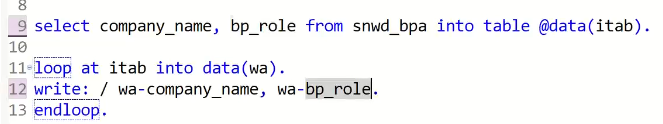 8
9 select company_name, bp_role from snwd_bpa into table @data(itab).
10
11 loop at itab into data(wa).
12 write: / wa-company_name, wa-bp_role.
13 endloop.